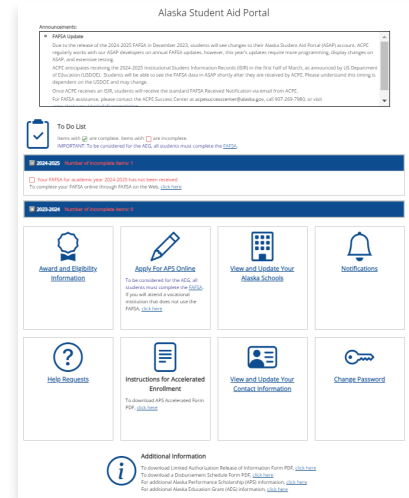 Alaska Student Aid Portal
Announcements:
FAFSA Update
Due to the release of the 2024-2025 FAFSA in December 2023, students will see changes to their Alaska Student Aid Portal (ASAP) account. ACPE
regularly works with our ASAP developers on annual FAFSA updates, however, this year's updates require more programming, display changes on
ASAP, and extensive testing.
ACPE anticipates receiving the 2024-2025 Institutional Student Information Records (ISIR) in the first half of March, as announced by US Department
of Education (USDOE). Students will be able to see the FAFSA data in ASAP shortly after they are received by ACPE. Please understand this timing is
dependent on the USDOE and may change.
Once ACPE receives an ISIR, students will receive the standard FAFSA Received Notification via email from ACPE.
For FAFSA assistance, please contact the ACPE Success Center at acpesuccesscenter@alaska.gov, call 907-269-7980, or visit
To Do List
Items with are complete. Items with are incomplete.
IMPORTANT: To be considered for the AEG, all students must complete the FAFSA.
2024-2025 Number of incomplete items: 1
Your FAFSA for academic year 2024-2025 has not been received
To complete your FAFSA online through FAFSA on the Web, click here
2023-2024 Number of incomplete items: 0
Award and Eligibility
Information
Apply For APS Online
To be considered for the AEG, all
students must complete the FAFSA.
If you will attend a vocational
institution that does not use the
FAFSA, click here
View and Update Your
Alaska Schools
Notifications
Help Requests
Instructions for Accelerated
Enrollment
To download APS Accelerated Form
PDF, click here
View and Update Your
Contact Information
Change Password
Additional Information
To download Limited Authorization Release of Information Form PDF, click here
To download a Disbursement Schedule Form PDF, click here
For additional Alaska Performance Scholarship (APS) information, click here
For additional Alaska Education Grant (AEG) information, click here